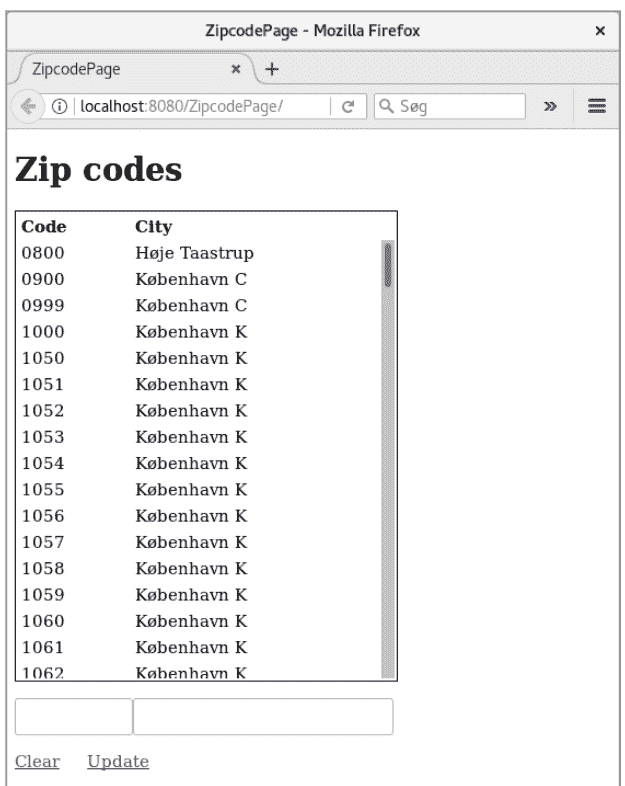 ZipcodePage - Mozilla Firefox ×
ZipcodePage × +
localhost:8080/ZipcodePage/ Søg »
Zip codes
Code City
0800 Høje Taastrup
0900 København C
0999 København C
1000 København K
1050 København K
1051 København K
1052 København K
1053 København K
1054 København K
1055 København K
1056 København K
1057 København K
1058 København K
1059 København K
1060 København K
1061 København K
1062 København K
Clear Update